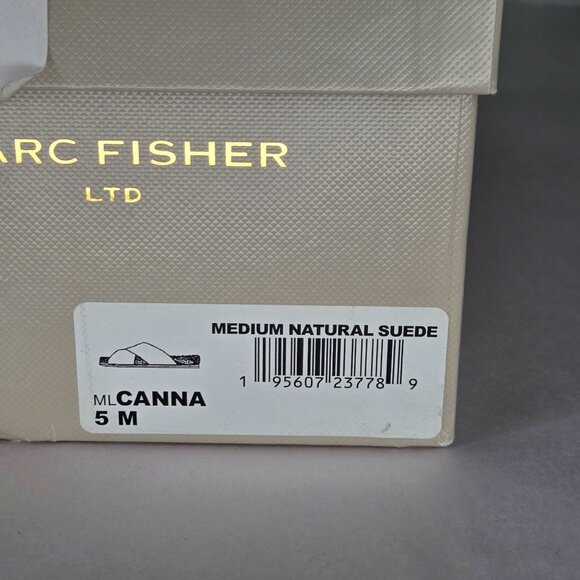 ARC FISHER
LTD
MEDIUM NATURAL SUEDE
1 95607 23778 9
MLCANNA
5 M